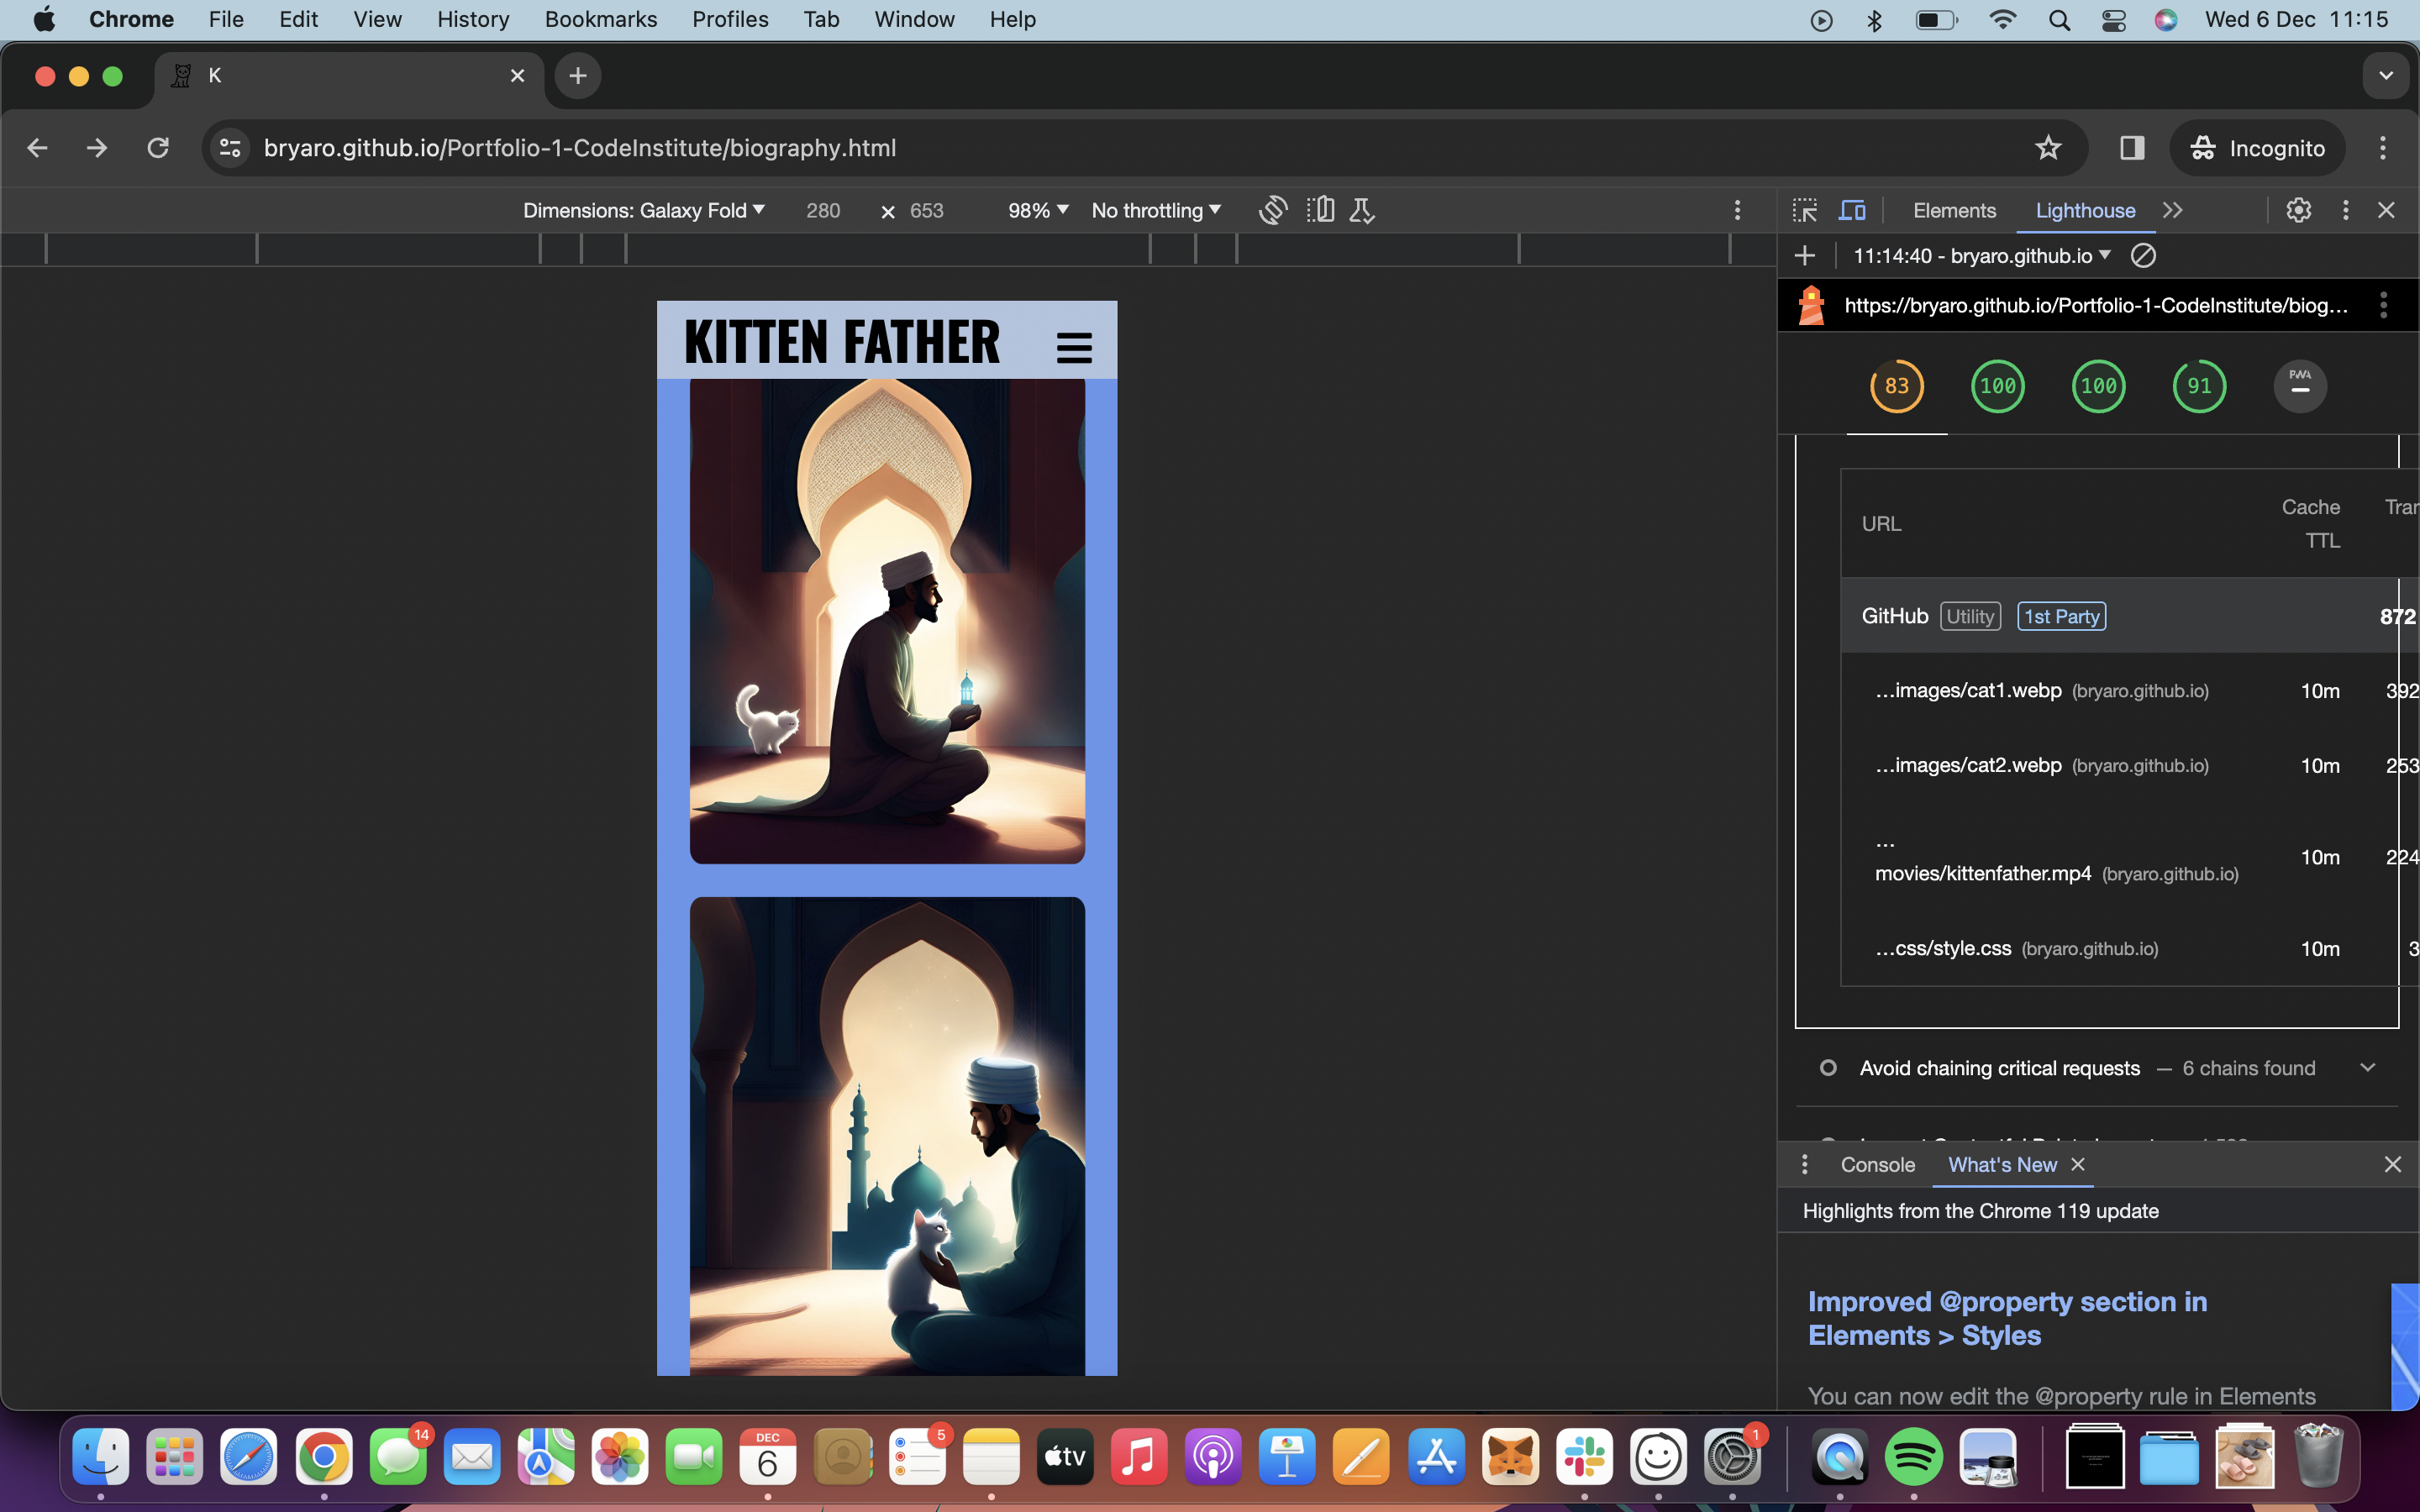 Chrome File Edit View History Bookmarks Profiles Tab Window Help Wed 6 Dec 11:15
K
bryaro.github.io/Portfolio-1-CodeInstitute/biography.html Incognito
Dimensions: Galaxy Fold 280 × 653 98% No throttling
Elements Lighthouse
11:14:40 - bryaro.github.io
https://bryaro.github.io/Portfolio-1-CodeInstitute/biog...
83 100 100 91 PWA
KITTEN FATHER
URL Cache
TTL
GitHub Utility 1st Party 872
...images/cat1.webp (bryaro.github.io) 10m 392
...images/cat2.webp (bryaro.github.io) 10m 253
...
movies/kittenfather.mp4 (bryaro.github.io) 10m 224
...css/style.css (bryaro.github.io) 10m 3
Avoid chaining critical requests — 6 chains found
Console What's New
Highlights from the Chrome 119 update
Improved @property section in
Elements > Styles
You can now edit the @property rule in Elements
14 DEC 6 5 tv 1